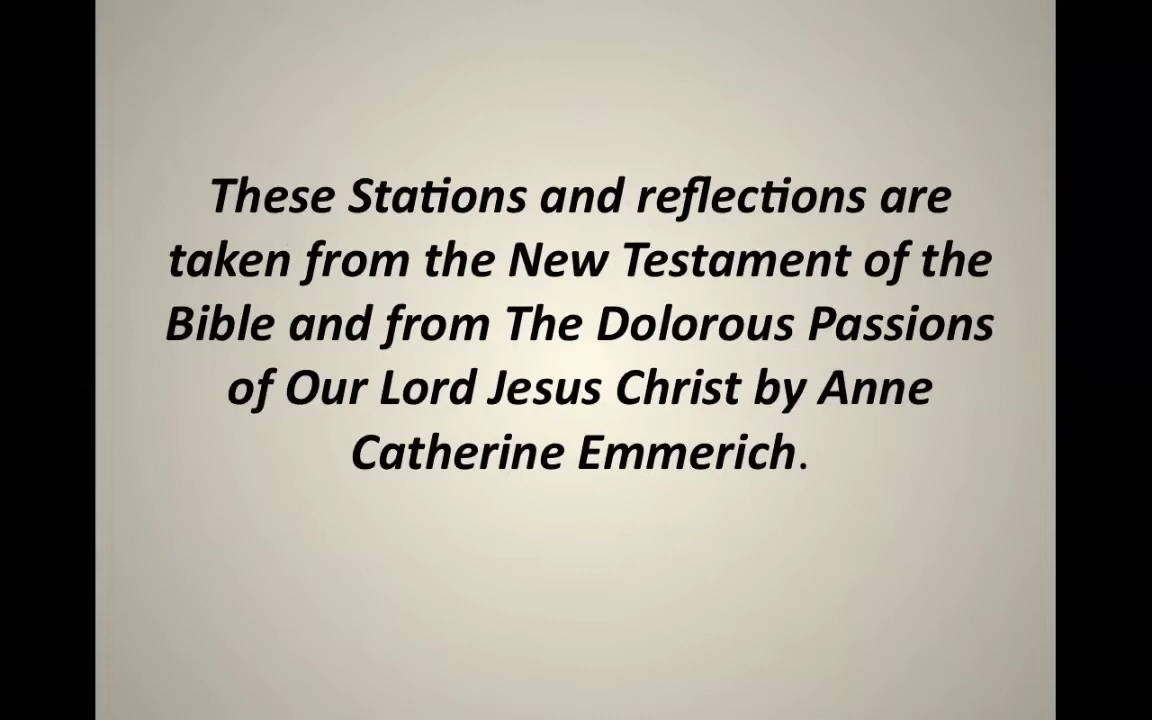 These Stations and reflections are
taken from the New Testament of the
Bible and from The Dolorous Passions
of Our Lord Jesus Christ by Anne
Catherine Emmerich.